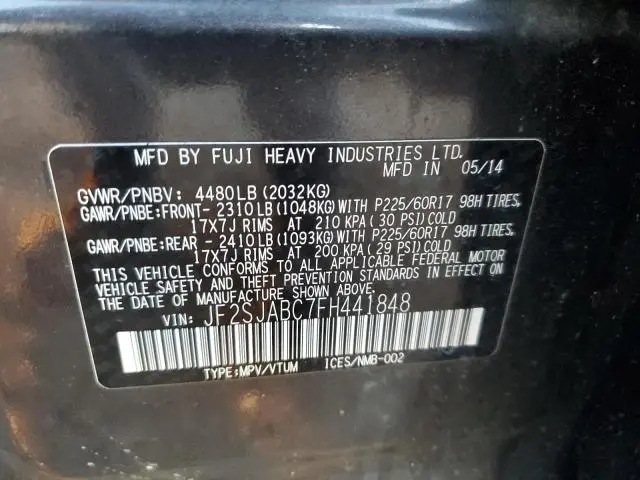 MFD BY FUJI HEAVY INDUSTRIES LTD.
MFD IN 05/14
GVWR/PNBV: 4480LB(2032KG)
GAWR/PNBE:FRONT- 2310LB(1048KG)WITH P225/60R17 98H TIRES,
17X7J RIMS AT 210 KPA(30 PSI)COLD
GAWR/PNBE:REAR - 2410LB(1093KG)WITH P225/60R17 98H TIRES,
17X7J RIMS AT 200 KPA(29 PSI)COLD
THIS VEHICLE CONFORMS TO ALL APPLICABLE FEDERAL MOTOR
VEHICLE SAFETY AND THEFT PREVENTION STANDARDS IN EFFECT ON
THE DATE OF MANUFACTURE SHOWN ABOVE.
VIN: JF2SJABC7FH441848
TYPE:MPV/VTUM ICES/NMB-002